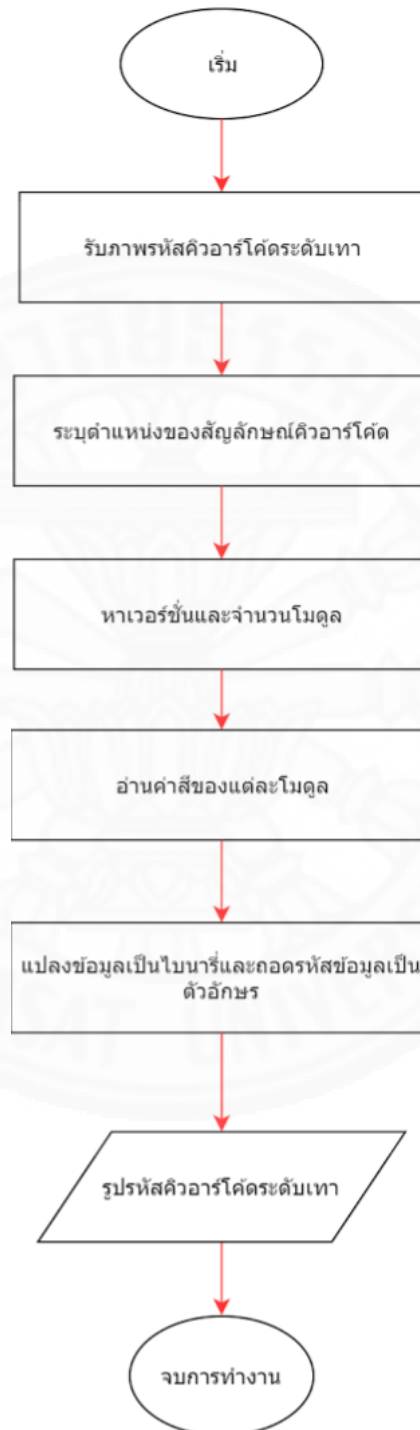 เริ่ม
รับภาพรหัสคิวอาร์โค้ดระดับเทา
ระบุตำแหน่งของสัญลักษณ์คิวอาร์โค้ด
หาเวอร์ชั่นและจำนวนโมดูล
อ่านค่าสีของแต่ละโมดูล
แปลงข้อมูลเป็นไบนารี่และถอดรหัสข้อมูลเป็น
ตัวอักษร
รูปรหัสคิวอาร์โค้ดระดับเทา
จบการทำงาน